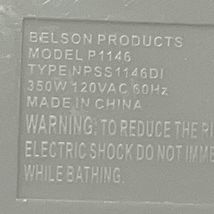 BELSON PRODUCTS
MODEL P1146
TYPE NPSS1146DI
350W 120VAC 60Hz
MADE IN CHINA
WARNING: TO REDUCE THE
ELECTRIC SHOCK DO NOT
WHILE BATHING.